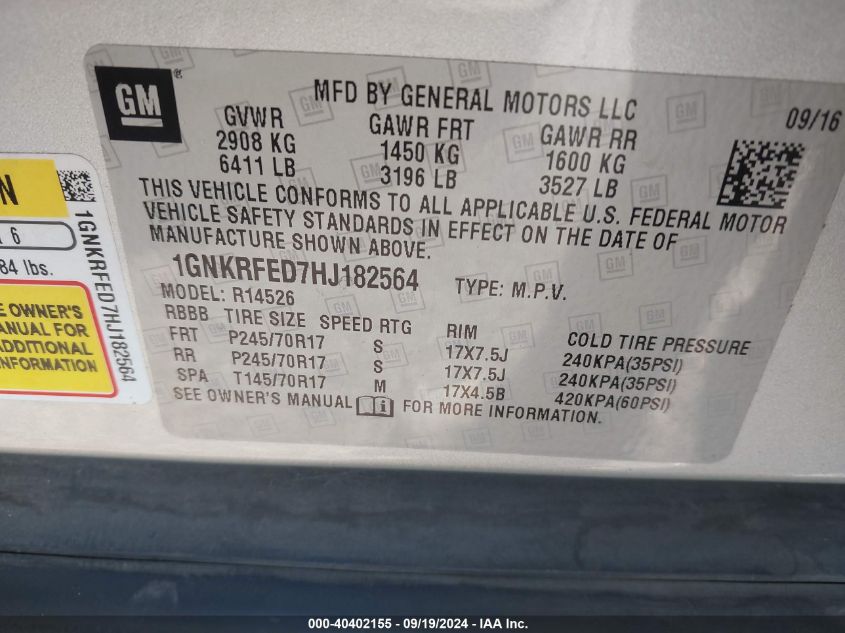 GM®
MFD BY GENERAL MOTORS LLC
09/16
GVWR GAWR FRT GAWR RR
2908 KG 1450 KG 1600 KG
6411 LB 3196 LB 3527 LB
THIS VEHICLE CONFORMS TO ALL APPLICABLE U.S. FEDERAL MOTOR
VEHICLE SAFETY STANDARDS IN EFFECT ON THE DATE OF
MANUFACTURE SHOWN ABOVE.
1GNKRFED7HJ182564 TYPE: M.P.V.
MODEL: R14526
RBBB TIRE SIZE SPEED RTG RIM COLD TIRE PRESSURE
FRT P245/70R17 S 17X7.5J 240KPA(35PSI)
RR P245/70R17 S 17X7.5J 240KPA(35PSI)
SPA T145/70R17 M 17X4.5B 420KPA(60PSI)
SEE OWNER'S MANUAL i FOR MORE INFORMATION.
N
6
84 lbs.
OWNER'S
MANUAL FOR
ADDITIONAL
INFORMATION
1GNKRFED7HJ182564
000-40402155 - 09/19/2024 - IAA Inc.